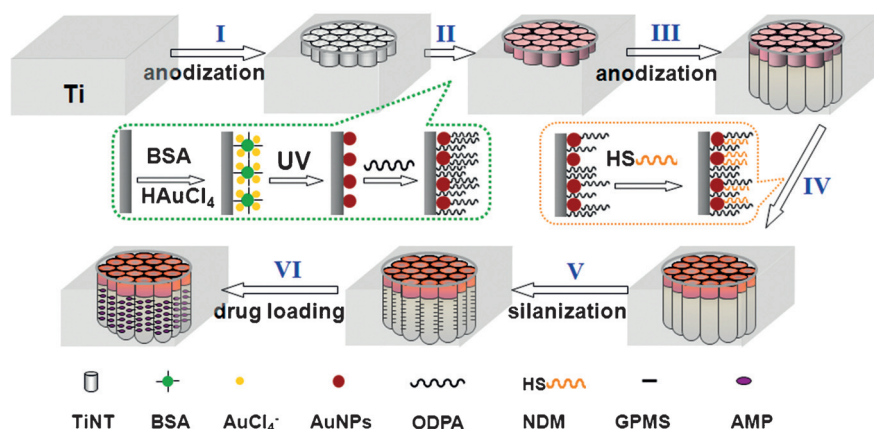 I
II
III
anodization
anodization
Ti
BSA
HAuCl4
UV
HS
IV
VI
V
drug loading
silanization
HS
TiNT
BSA
AuCl4-
AuNPs
ODPA
NDM
GPMS
AMP